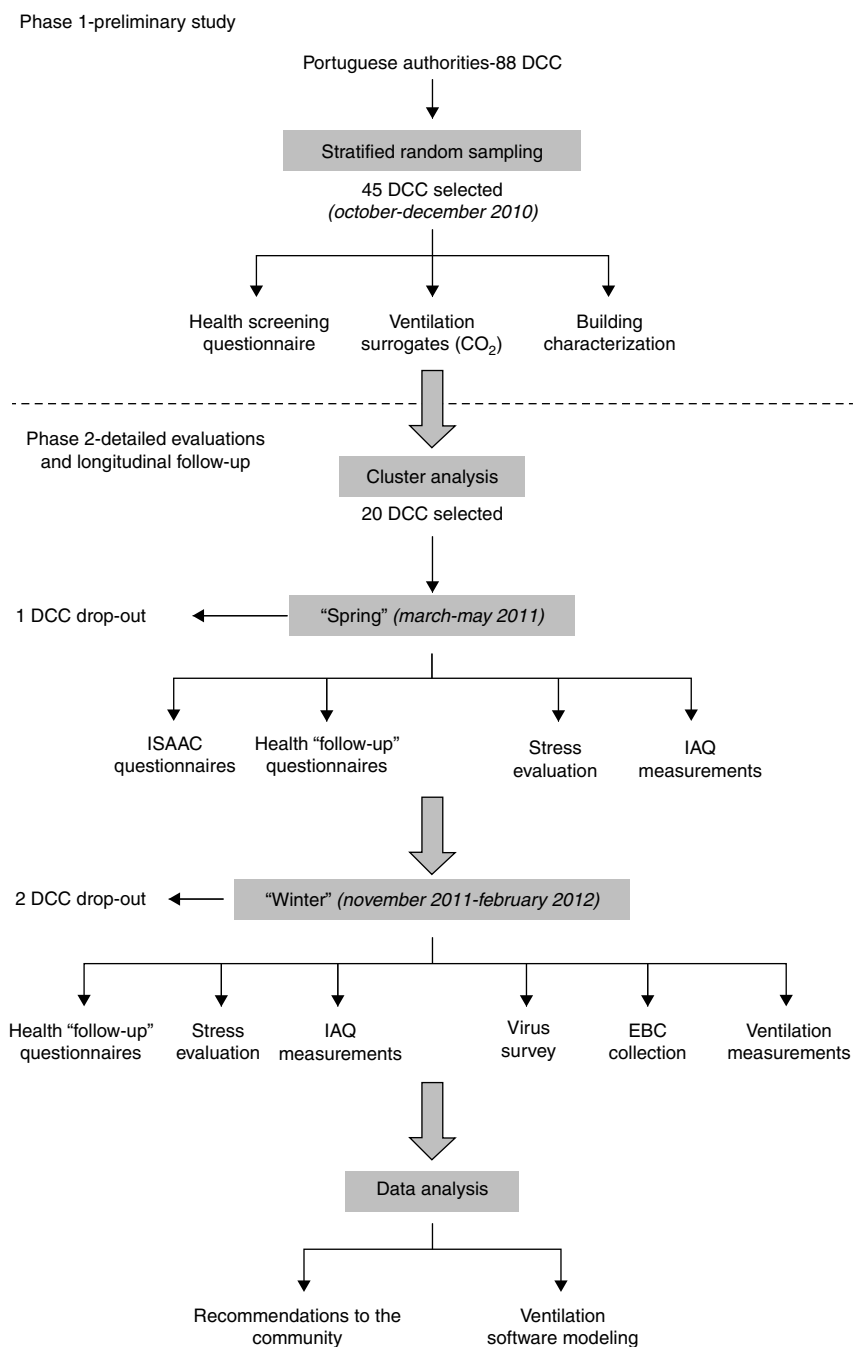 Phase 1-preliminary study
Portuguese authorities-88 DCC
Stratified random sampling
45 DCC selected
(october-december 2010)
Health screening
questionnaire
Ventilation
surrogates (CO₂)
Building
characterization
Phase 2-detailed evaluations
and longitudinal follow-up
Cluster analysis
20 DCC selected
1 DCC drop-out
“Spring” (march-may 2011)
ISAAC
questionnaires
Health “follow-up”
questionnaires
Stress
evaluation
IAQ
measurements
2 DCC drop-out
“Winter” (november 2011-february 2012)
Health “follow-up”
questionnaires
Stress
evaluation
IAQ
measurements
Virus
survey
EBC
collection
Ventilation
measurements
Data analysis
Recommendations to the
community
Ventilation
software modeling